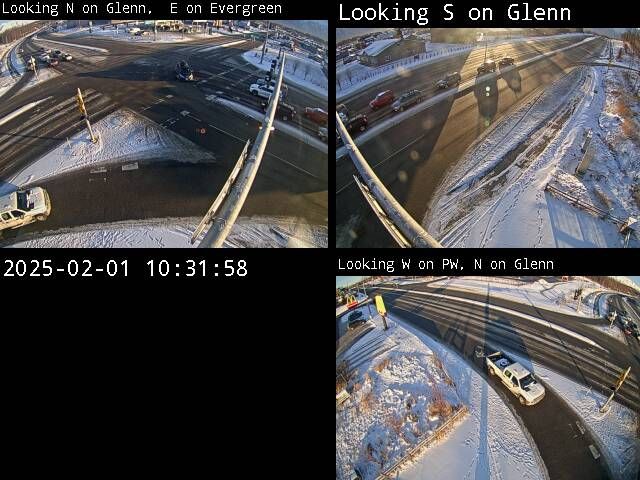 Looking N on Glenn, E on Evergreen
Looking S on Glenn
2025-02-01 10:31:58
Looking W on PW, N on Glenn